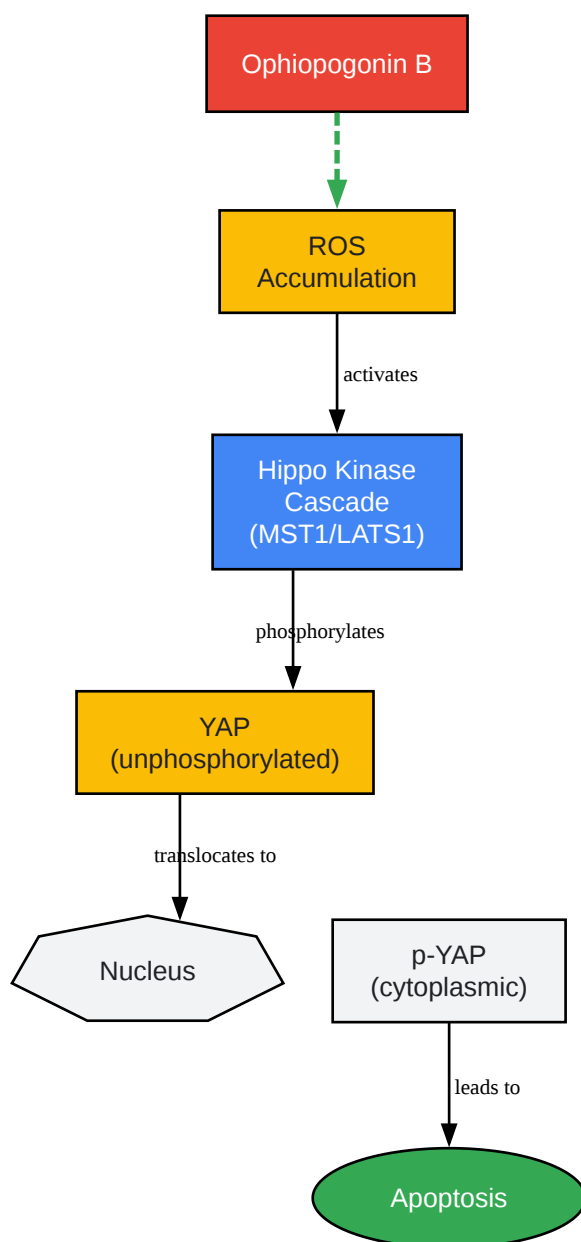 Ophiopogonin B
ROS
Accumulation
activates
Hippo Kinase
Cascade
(MST1/LATS1)
phosphorylates
YAP
(unphosphorylated)
translocates to
Nucleus
p-YAP
(cytoplasmic)
leads to
Apoptosis